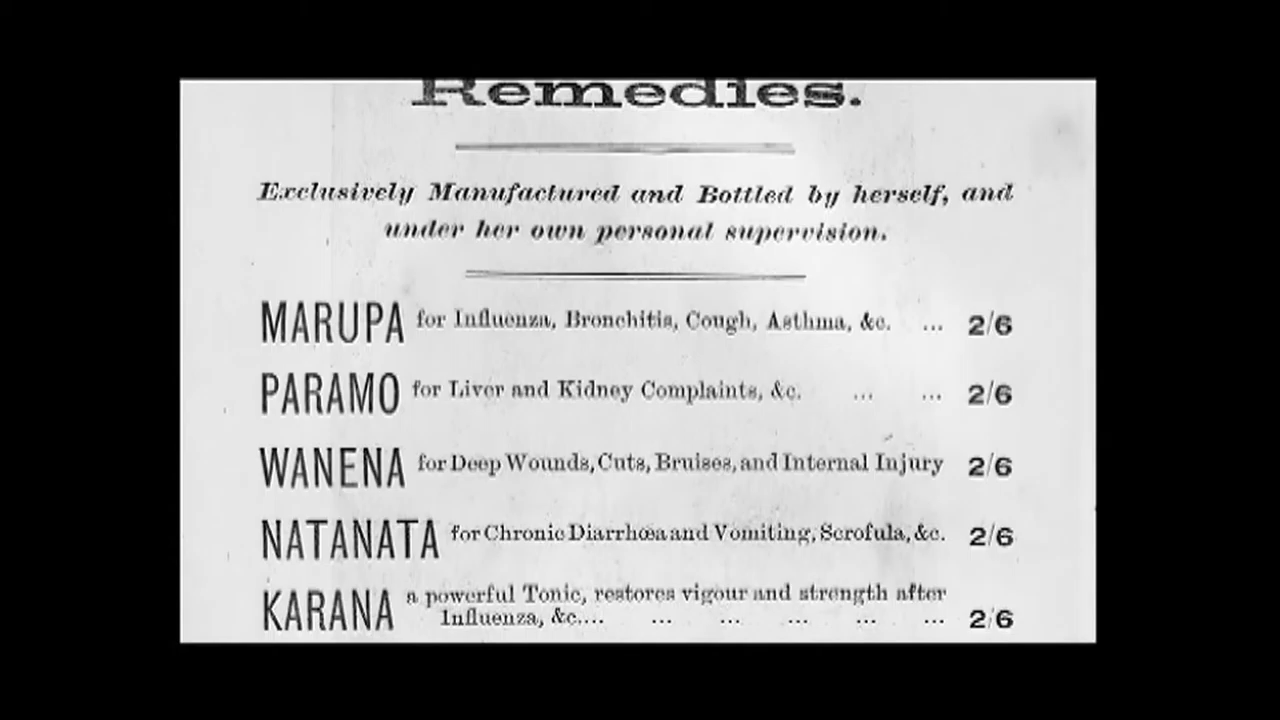 Remedies.
Exclusively Manufactured and Bottled by herself, and
under her own personal supervision.
MARUPA for Influenza, Bronchitis, Cough, Asthma, &c. ... 2/6
PARAMO for Liver and Kidney Complaints, &c. ... ... 2/6
WANENA for Deep Wounds, Cuts, Bruises, and Internal Injury 2/6
NATANATA for Chronic Diarrhœa and Vomiting, Scrofula, &c. 2/6
KARANA a powerful Tonic, restores vigour and strength after
Influenza, &c.... ... ... ... ... ... 2/6